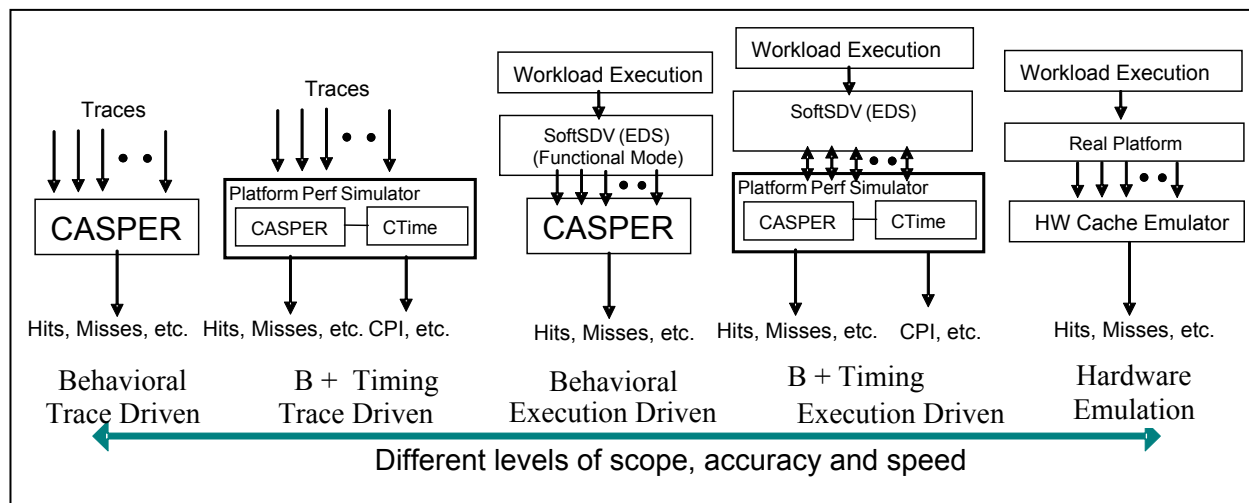 Traces
CASPER
Hits, Misses, etc.
Behavioral
Trace Driven
Traces
Platform Perf Simulator
CASPER
CTime
Hits, Misses, etc.
CPI, etc.
B + Timing
Trace Driven
Workload Execution
SoftSDV (EDS)
(Functional Mode)
CASPER
Hits, Misses, etc.
Behavioral
Execution Driven
Workload Execution
SoftSDV (EDS)
Platform Perf Simulator
CASPER
CTime
Hits, Misses, etc.
CPI, etc.
B + Timing
Execution Driven
Workload Execution
Real Platform
HW Cache Emulator
Hits, Misses, etc.
Hardware
Emulation
Different levels of scope, accuracy and speed